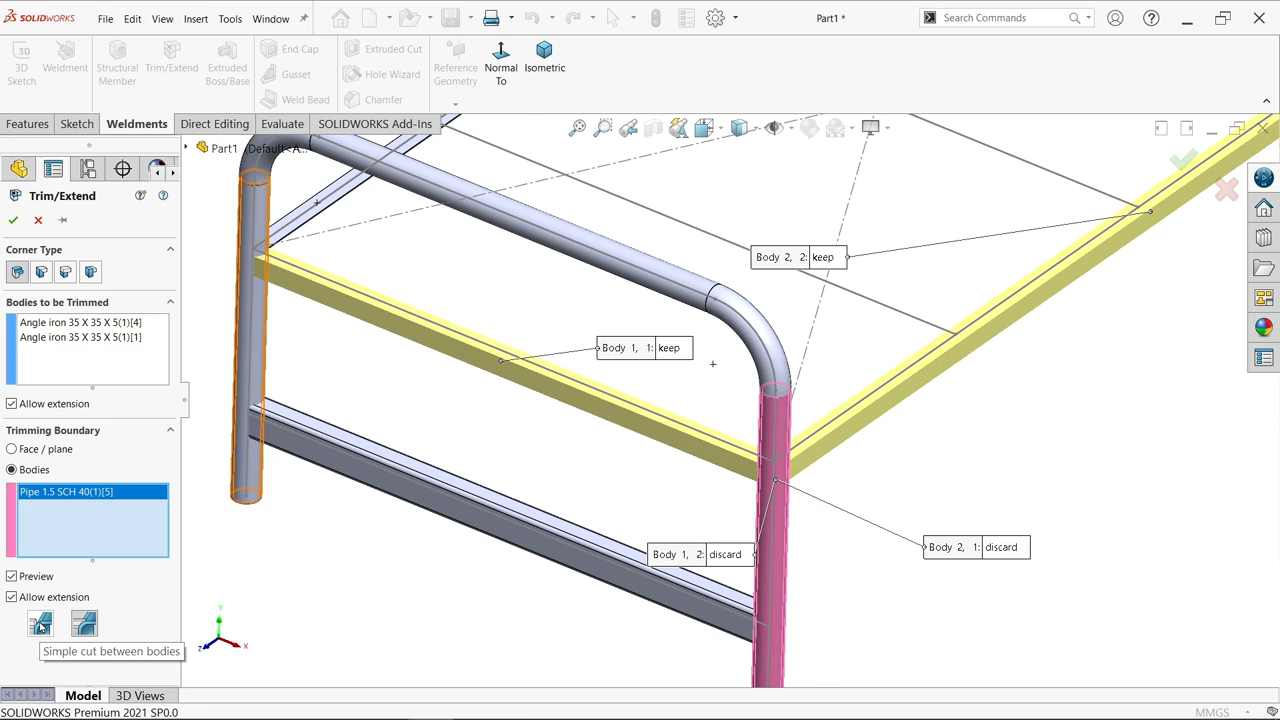 SOLIDWORKS
File
Edit
View
Insert
Tools
Window
Part1 *
Search Commands
3D Sketch
Weldment
Structural Member
Trim/Extend
Extruded Boss/Base
End Cap
Gusset
Weld Bead
Extruded Cut
Hole Wizard
Chamfer
Reference Geometry
Normal To
Isometric
Features
Sketch
Weldments
Direct Editing
Evaluate
SOLIDWORKS Add-Ins
Part1 (Default<A...
Trim/Extend
Corner Type
Bodies to be Trimmed
Angle iron 35 X 35 X 5(1)[4]
Angle iron 35 X 35 X 5(1)[1]
Allow extension
Trimming Boundary
Face / plane
Bodies
Pipe 1.5 SCH 40(1)[5]
Preview
Allow extension
Simple cut between bodies
Body 2, 2: keep
Body 1, 1: keep
Body 1, 2: discard
Body 2, 1: discard
Y
Z
X
Model
3D Views
SOLIDWORKS Premium 2021 SP0.0
MMGS